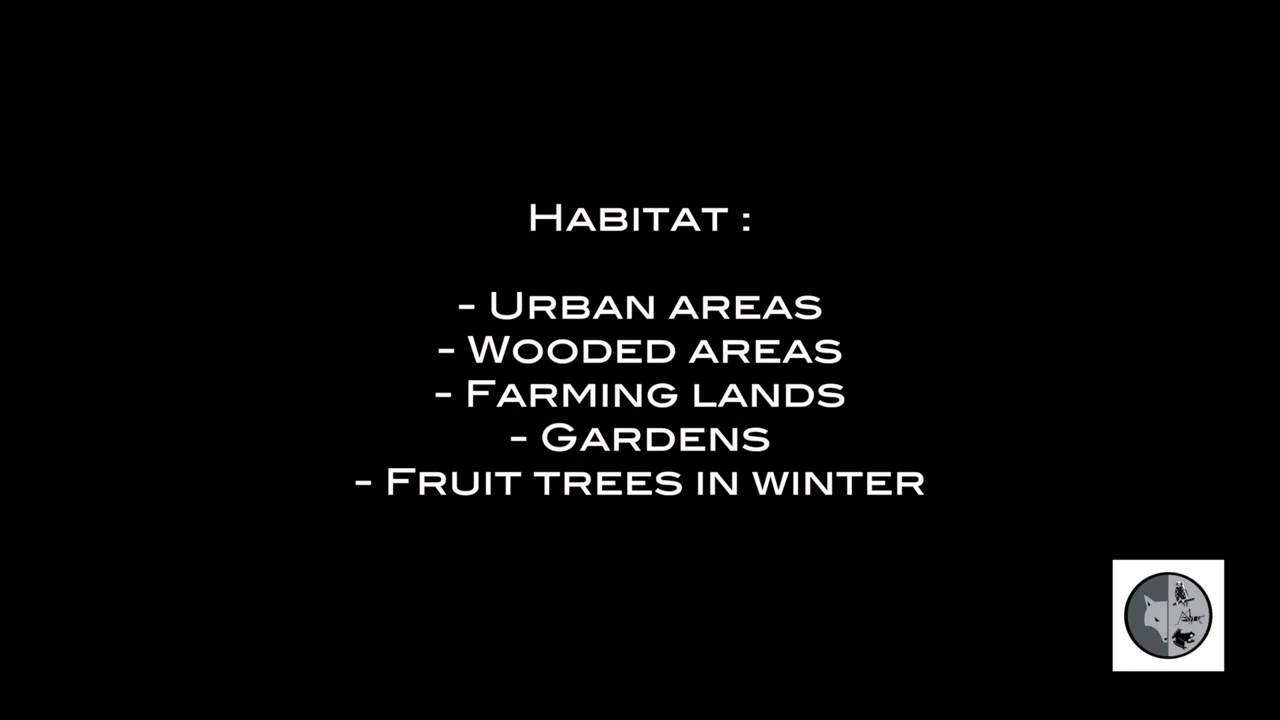 Habitat :
- Urban areas
- Wooded areas
- Farming lands
- Gardens
- Fruit trees in winter